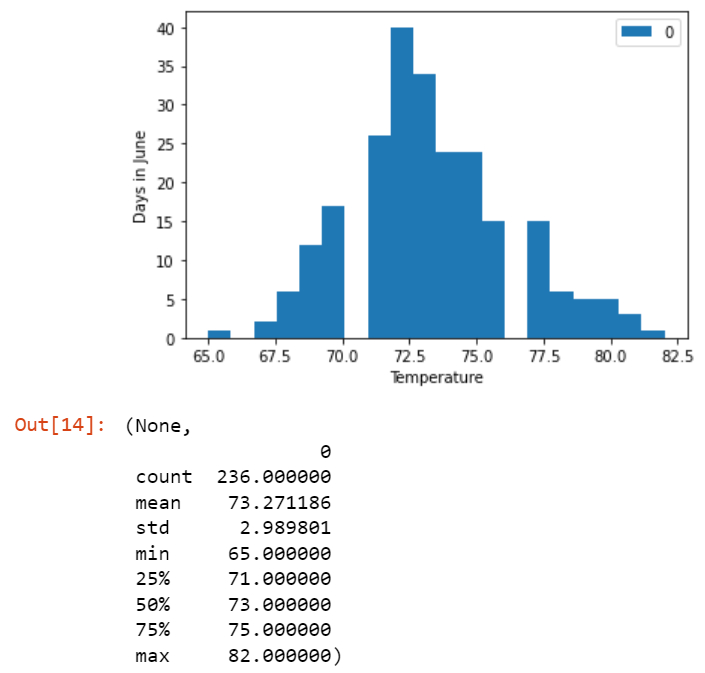 40
35
30
25
20
15
10
5
0
Days in June
0
65.0 67.5 70.0 72.5 75.0 77.5 80.0 82.5
Temperature
Out[14]: (None,
0
count 236.000000
mean 73.271186
std 2.989801
min 65.000000
25% 71.000000
50% 73.000000
75% 75.000000
max 82.000000)